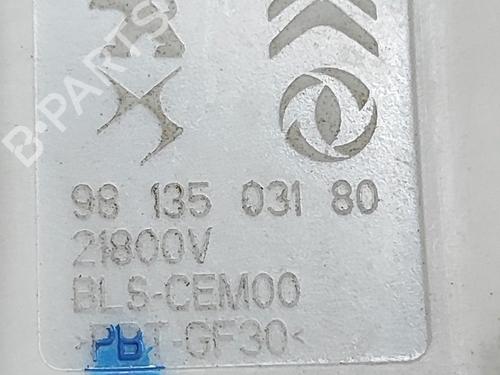 B-PARTS
98 135 031 80
21800V
BLS-CEM00
>PBT-GF30<